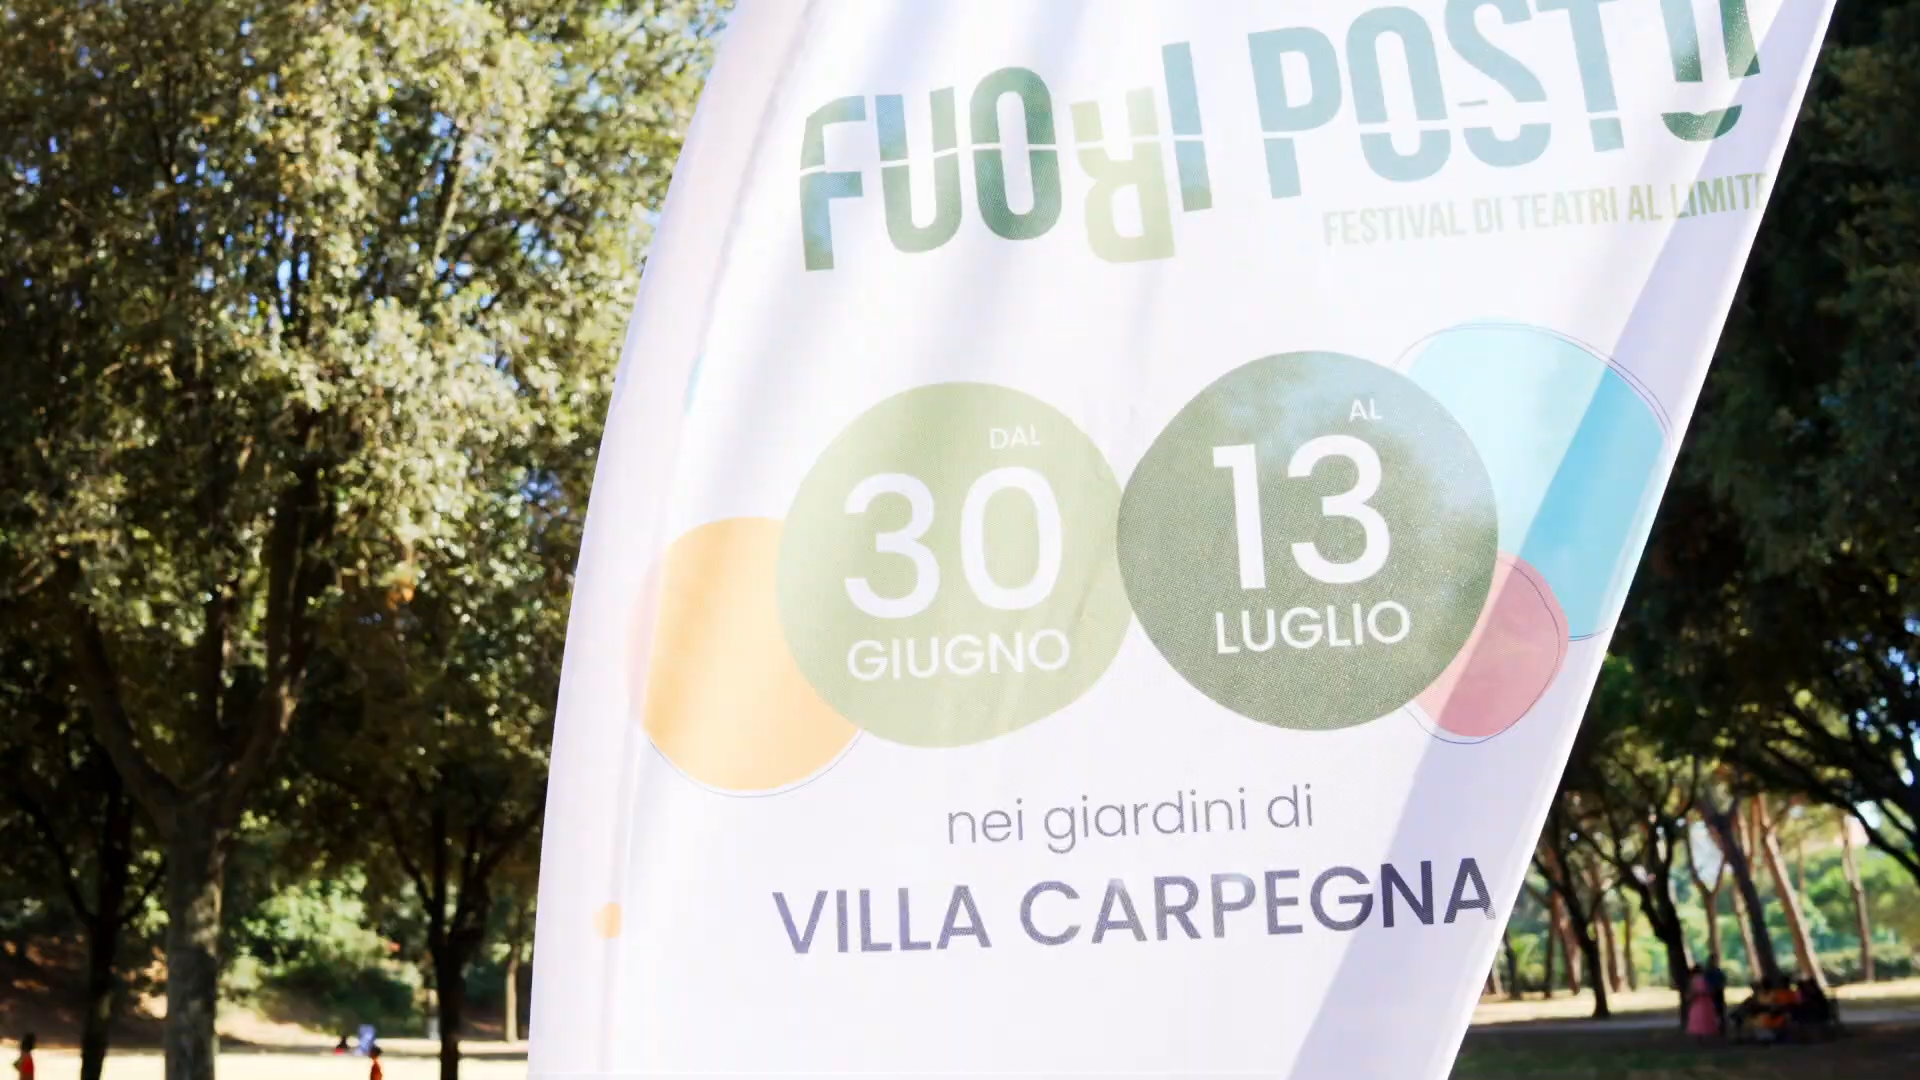 FUORI POSTO
FESTIVAL DI TEATRI AL LIMITE
DAL
30
GIUGNO
AL
13
LUGLIO
nei giardini di
VILLA CARPEGNA